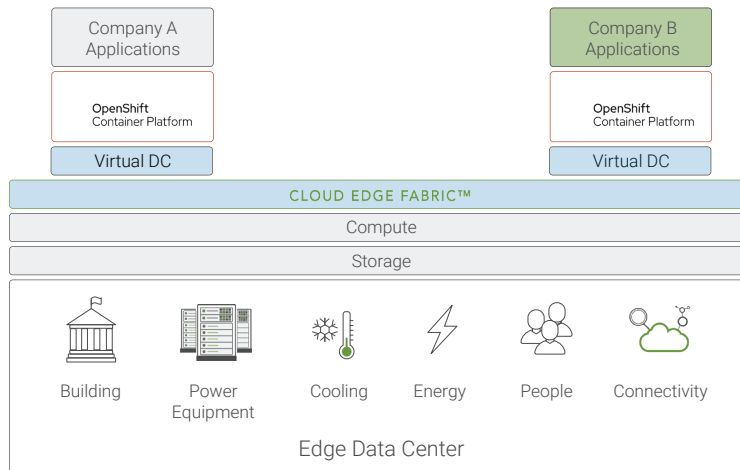 Company A
Applications
Company B
Applications
OpenShift
Container Platform
OpenShift
Container Platform
Virtual DC
Virtual DC
CLOUD EDGE FABRIC™
Compute
Storage
Building
Power
Equipment
Cooling
Energy
People
Connectivity
Edge Data Center